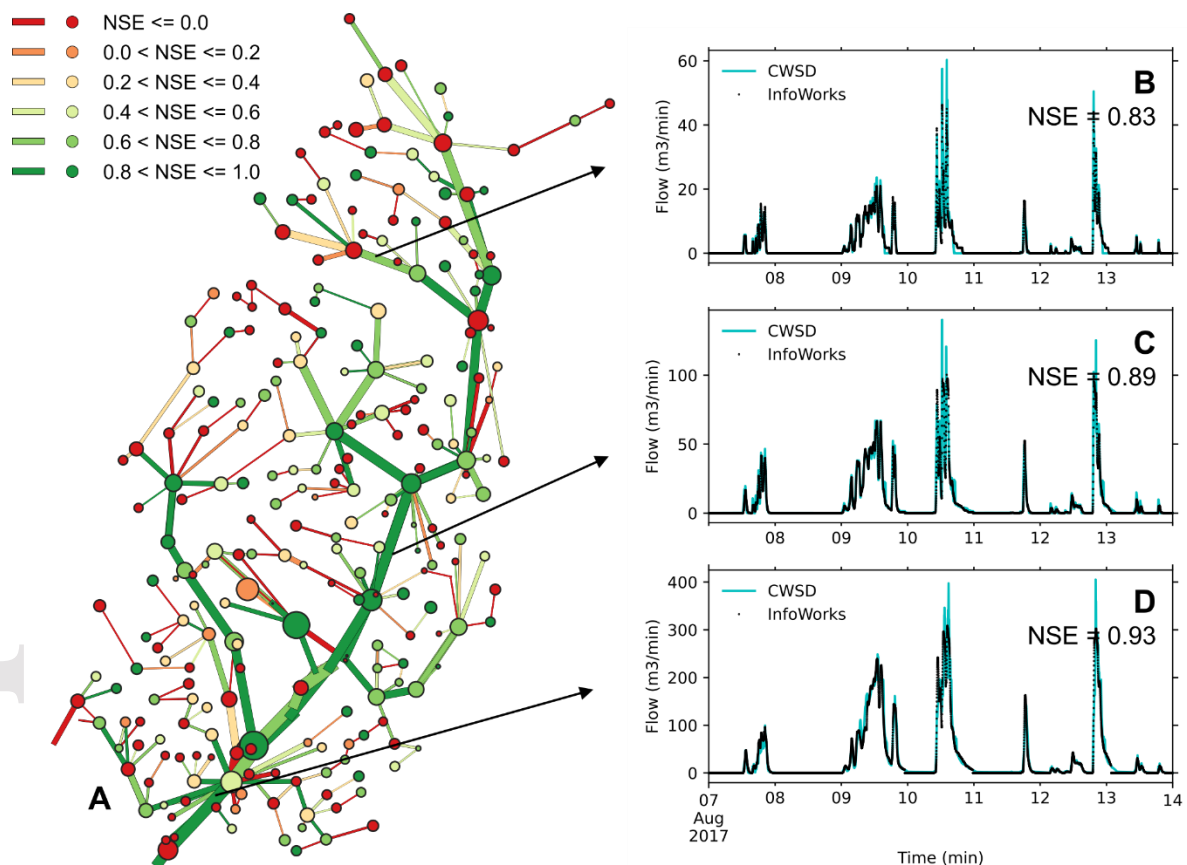 NSE <= 0.0
0.0 < NSE <= 0.2
0.2 < NSE <= 0.4
0.4 < NSE <= 0.6
0.6 < NSE <= 0.8
0.8 < NSE <= 1.0
A
B
CWSD
InfoWorks
NSE = 0.83
Flow (m3/min)
60
40
20
0
08 09 10 11 12 13
C
CWSD
InfoWorks
NSE = 0.89
Flow (m3/min)
100
50
0
08 09 10 11 12 13
D
CWSD
InfoWorks
NSE = 0.93
Flow (m3/min)
400
300
200
100
0
07 08 09 10 11 12 13 14
Aug
2017
Time (min)